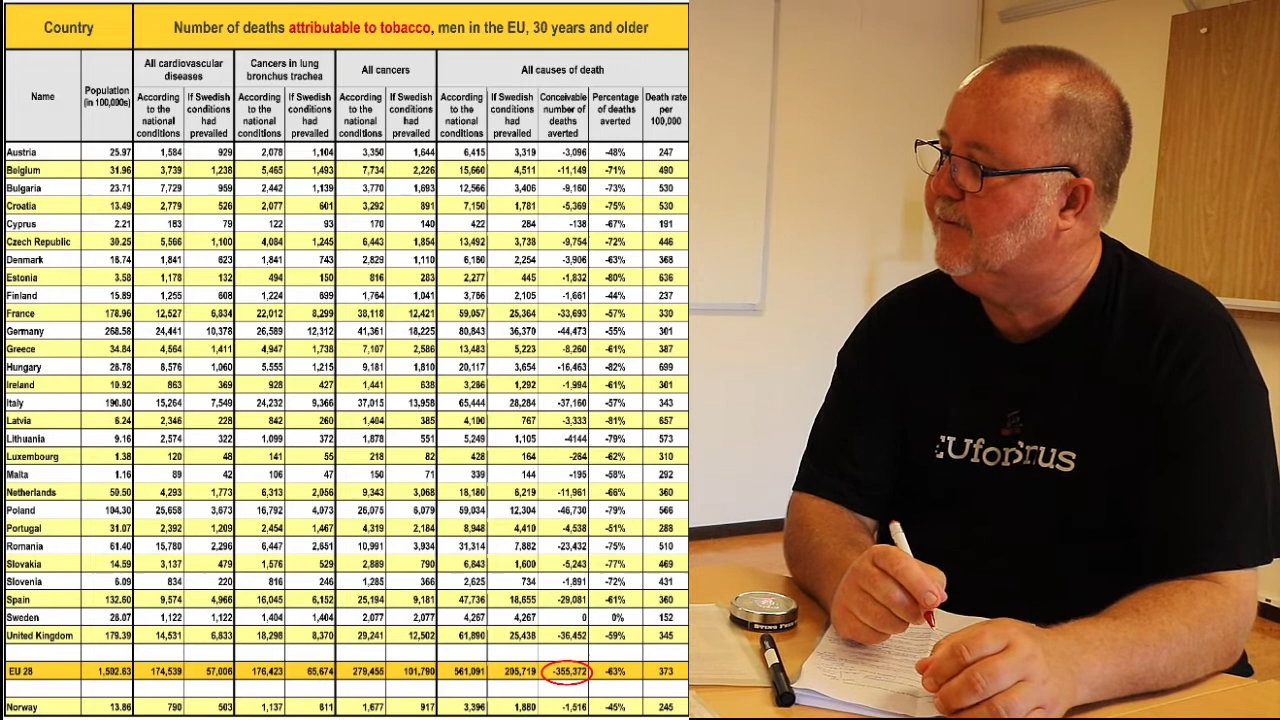 Country Number of deaths attributable to tobacco, men in the EU, 30 years and older
Name Population (in 100,000s) All cardiovascular diseases Cancers in lung bronchus trachea All cancers All causes of death
According to the national conditions If Swedish conditions had prevailed According to the national conditions If Swedish conditions had prevailed According to the national conditions If Swedish conditions had prevailed According to the national conditions If Swedish conditions had prevailed Conceivable number of deaths averted Percentage of deaths averted Death rate per 100,000
Austria 25.97 1,584 929 2,078 1,104 3,350 1,644 6,415 3,319 -3,096 -48% 247
Belgium 31.96 3,739 1,238 5,465 1,493 7,734 2,226 15,660 4,511 -11,149 -71% 490
Bulgaria 23.71 7,729 959 2,442 1,139 3,770 1,693 12,566 3,406 -9,160 -73% 530
Croatia 13.49 2,779 526 2,077 601 3,292 891 7,150 1,781 -5,369 -75% 530
Cyprus 2.21 183 79 122 93 170 140 422 284 -138 -67% 191
Czech Republic 30.25 5,566 1,100 4,084 1,245 6,443 1,854 13,492 3,738 -9,754 -72% 446
Denmark 16.74 1,841 623 1,841 743 2,829 1,110 6,160 2,254 -3,906 -63% 368
Estonia 3.58 1,178 132 494 150 816 283 2,277 445 -1,832 -80% 636
Finland 15.89 1,255 608 1,224 699 1,764 1,041 3,766 2,105 -1,661 -44% 237
France 178.96 12,527 6,834 22,012 8,299 38,118 12,421 59,057 25,364 -33,693 -57% 330
Germany 268.58 24,441 10,378 26,589 12,312 41,361 18,225 80,843 36,370 -44,473 -55% 301
Greece 34.84 4,564 1,411 4,947 1,738 7,107 2,586 13,483 5,223 -8,260 -61% 387
Hungary 28.78 8,576 1,060 5,555 1,215 9,181 1,810 20,117 3,654 -16,463 -82% 699
Ireland 10.92 863 369 928 427 1,441 638 3,286 1,292 -1,994 -61% 301
Italy 190.80 15,264 7,549 24,232 9,366 37,015 13,958 65,444 28,284 -37,160 -57% 343
Latvia 6.24 2,346 228 842 260 1,404 385 4,100 767 -3,333 -81% 657
Lithuania 9.16 2,574 322 1,099 372 1,878 551 5,249 1,105 -4144 -79% 573
Luxembourg 1.38 120 48 141 55 218 82 428 164 -264 -62% 310
Malta 1.16 89 42 106 47 150 71 339 144 -195 -58% 292
Netherlands 50.50 4,293 1,773 6,313 2,056 9,343 3,068 18,180 6,219 -11,961 -66% 360
Poland 104.30 25,658 3,673 16,792 4,073 26,075 6,079 59,034 12,304 -46,730 -79% 566
Portugal 31.07 2,392 1,209 2,454 1,467 4,319 2,184 8,948 4,410 -4,538 -51% 288
Romania 61.40 15,780 2,296 6,447 2,651 10,991 3,934 31,314 7,882 -23,432 -75% 510
Slovakia 14.59 3,137 479 1,576 529 2,889 790 6,843 1,600 -5,243 -77% 469
Slovenia 6.09 834 220 816 246 1,285 366 2,625 734 -1,891 -72% 431
Spain 132.60 9,574 4,966 16,045 6,152 25,194 9,181 47,736 18,655 -29,081 -61% 360
Sweden 28.07 1,122 1,122 1,404 1,404 2,077 2,077 4,267 4,267 0 0% 152
United Kingdom 179.39 14,531 6,833 18,298 8,370 29,241 12,502 61,890 25,438 -36,452 -59% 345
EU 28 1,502.63 174,539 57,006 176,423 65,674 279,455 101,790 561,091 205,719 -355,372 -63% 373
Norway 13.86 790 503 1,137 611 1,677 917 3,396 1,880 -1,516 -45% 245
EUforSnus